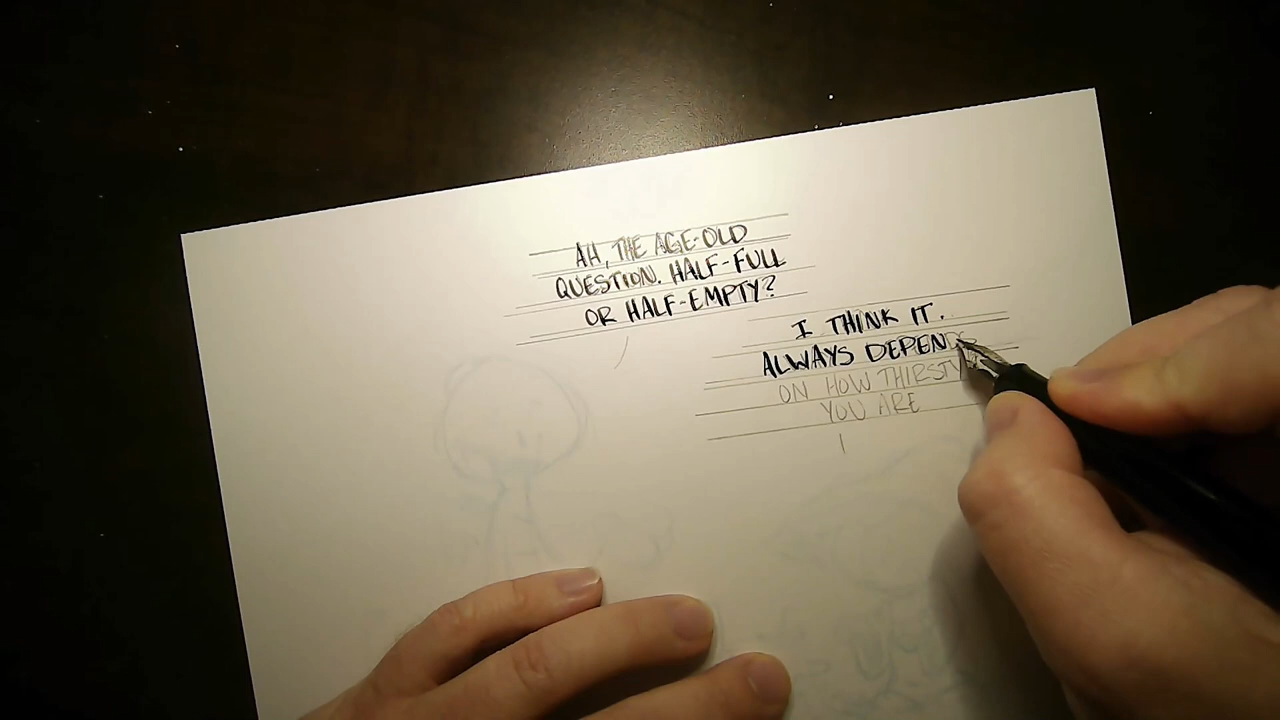 AH, THE AGE-OLD
QUESTION. HALF-FULL
OR HALF-EMPTY?
I THINK IT.
ALWAYS DEPENDS
ON HOW THIRSTY
YOU ARE